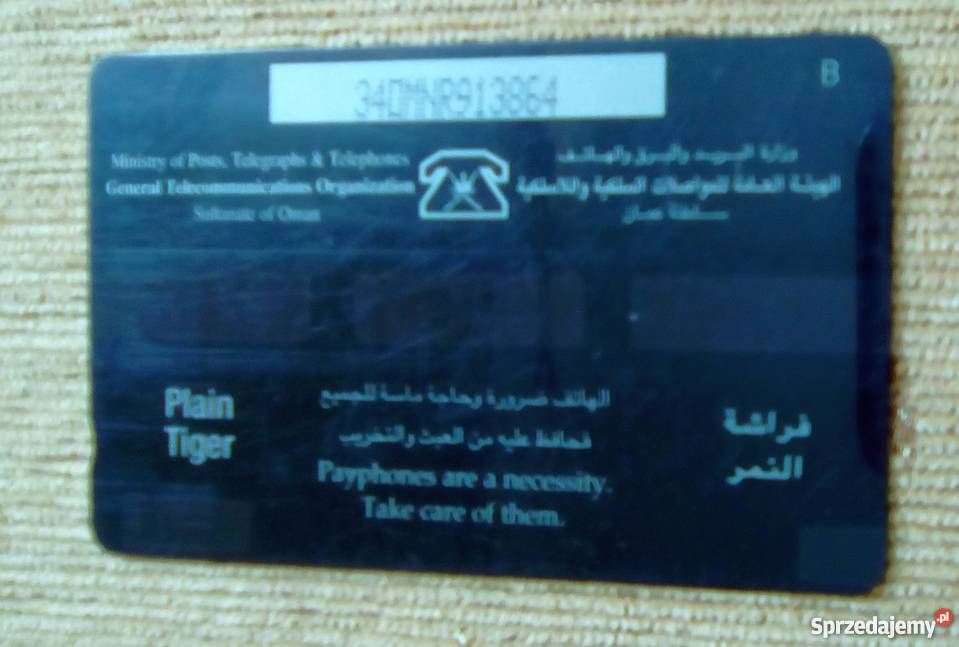 34OMNR913864
B
Ministry of Posts, Telegraphs & Telephones
General Telecommunications Organization
Sultanate of Oman
وزارة البريد والبرق والهاتف
الهيئة العامة للمواصلات السلكية واللاسلكية
سلطنة عمان
Plain
Tiger
الهاتف ضرورة وحاجة ماسة للجميع
فحافظ عليه من العبث والتخريب
Payphones are a necessity.
Take care of them.
فراشة
النمر
Sprzedajemy.pl